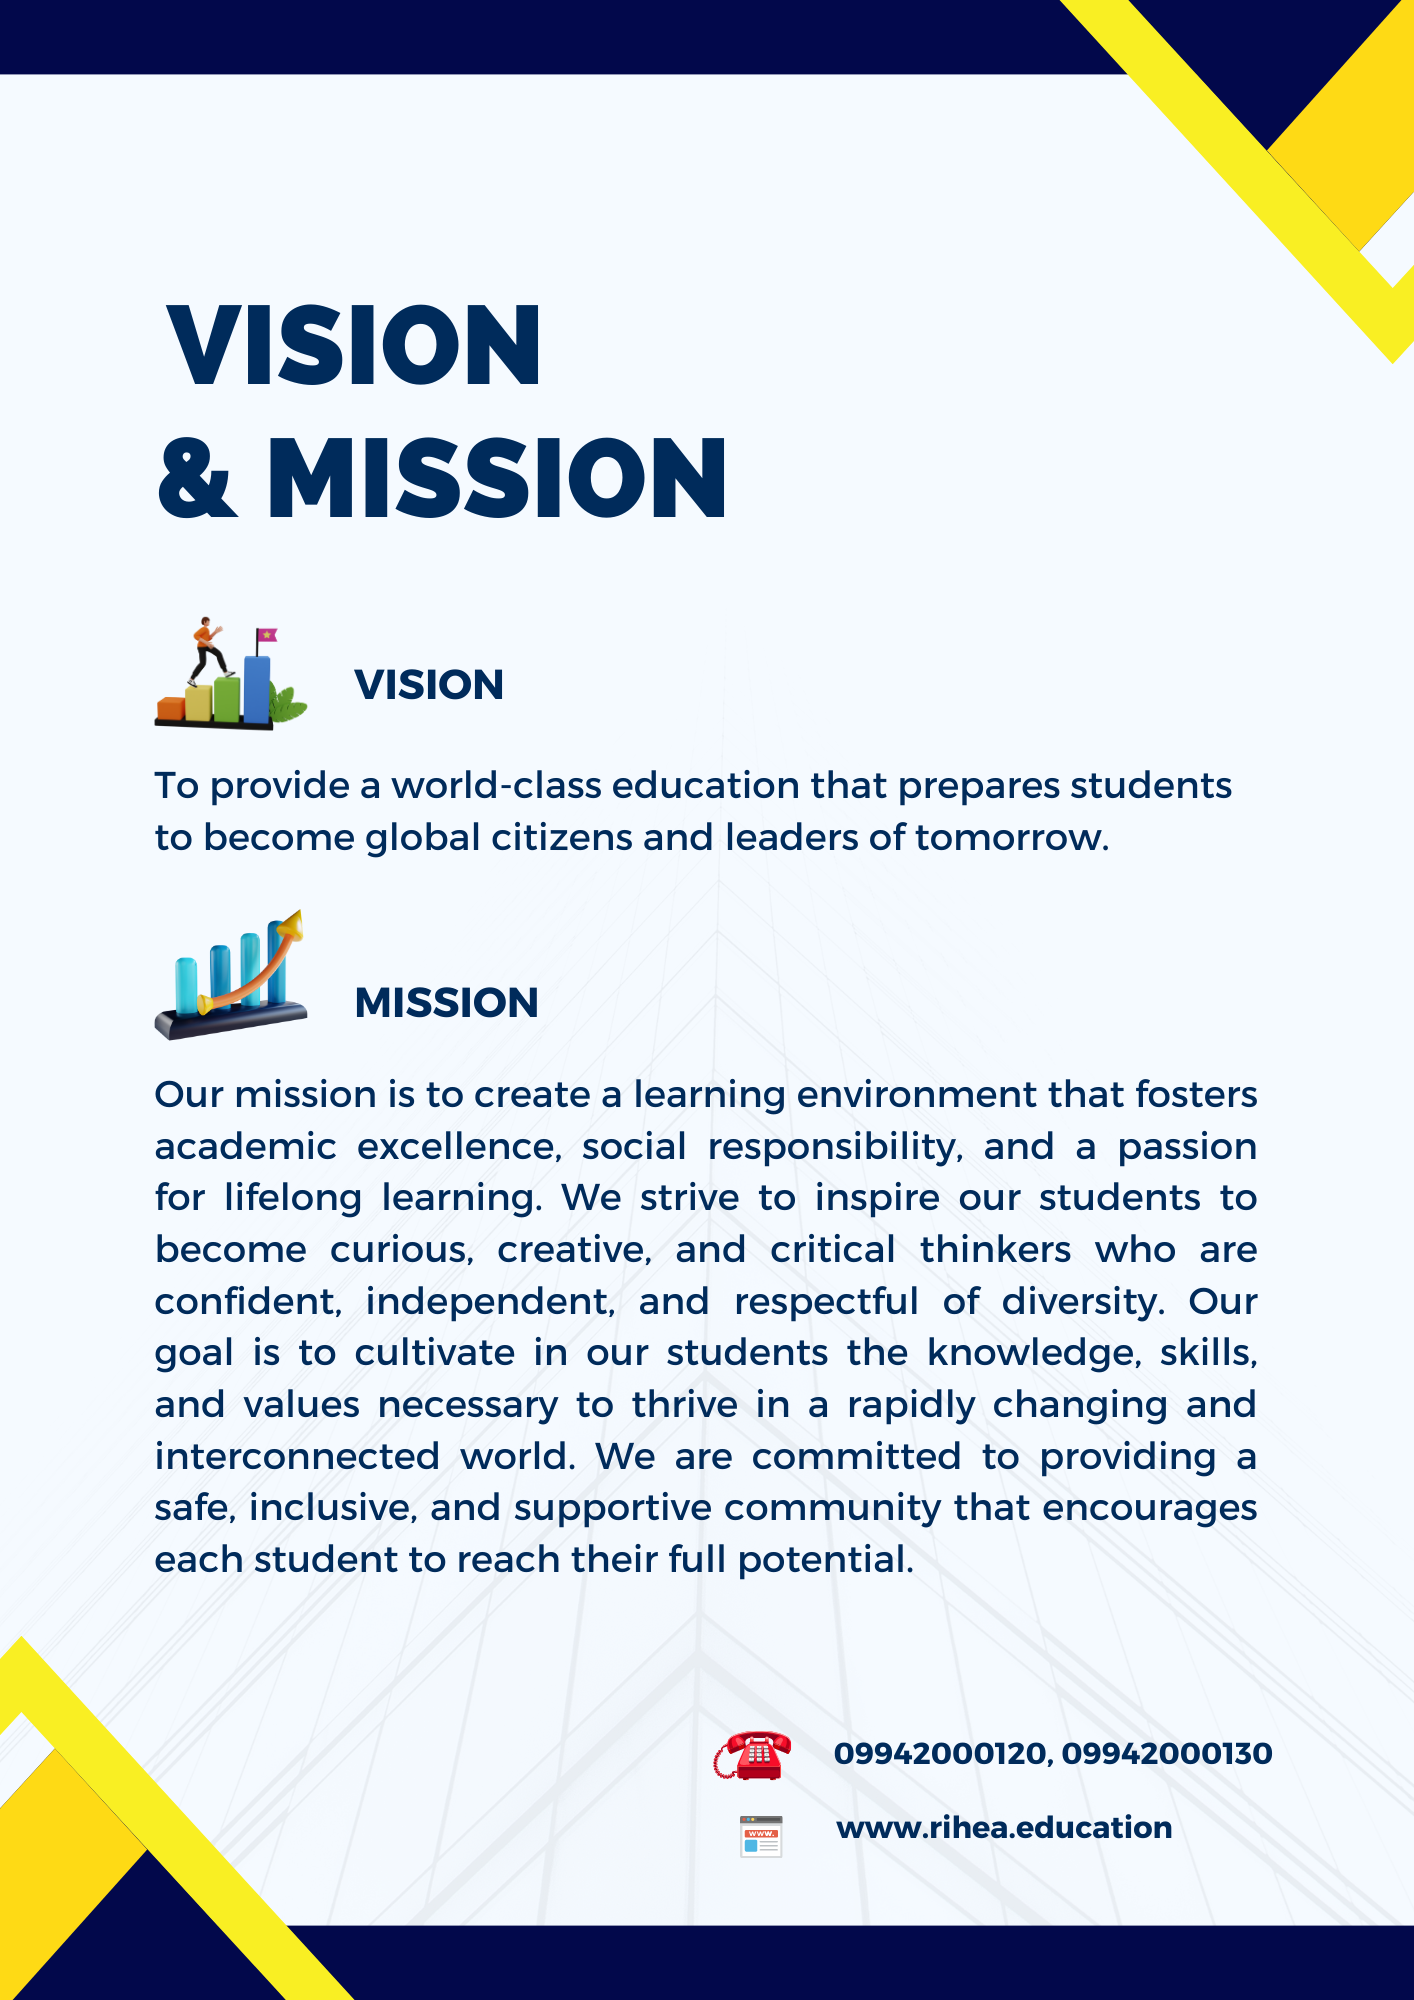 VISION
& MISSION
VISION
To provide a world-class education that prepares students
to become global citizens and leaders of tomorrow.
MISSION
Our mission is to create a learning environment that fosters
academic excellence, social responsibility, and a passion
for lifelong learning. We strive to inspire our students to
become curious, creative, and critical thinkers who are
confident, independent, and respectful of diversity. Our
goal is to cultivate in our students the knowledge, skills,
and values necessary to thrive in a rapidly changing and
interconnected world. We are committed to providing a
safe, inclusive, and supportive community that encourages
each student to reach their full potential.
09942000120, 09942000130
www.
www.rihea.education